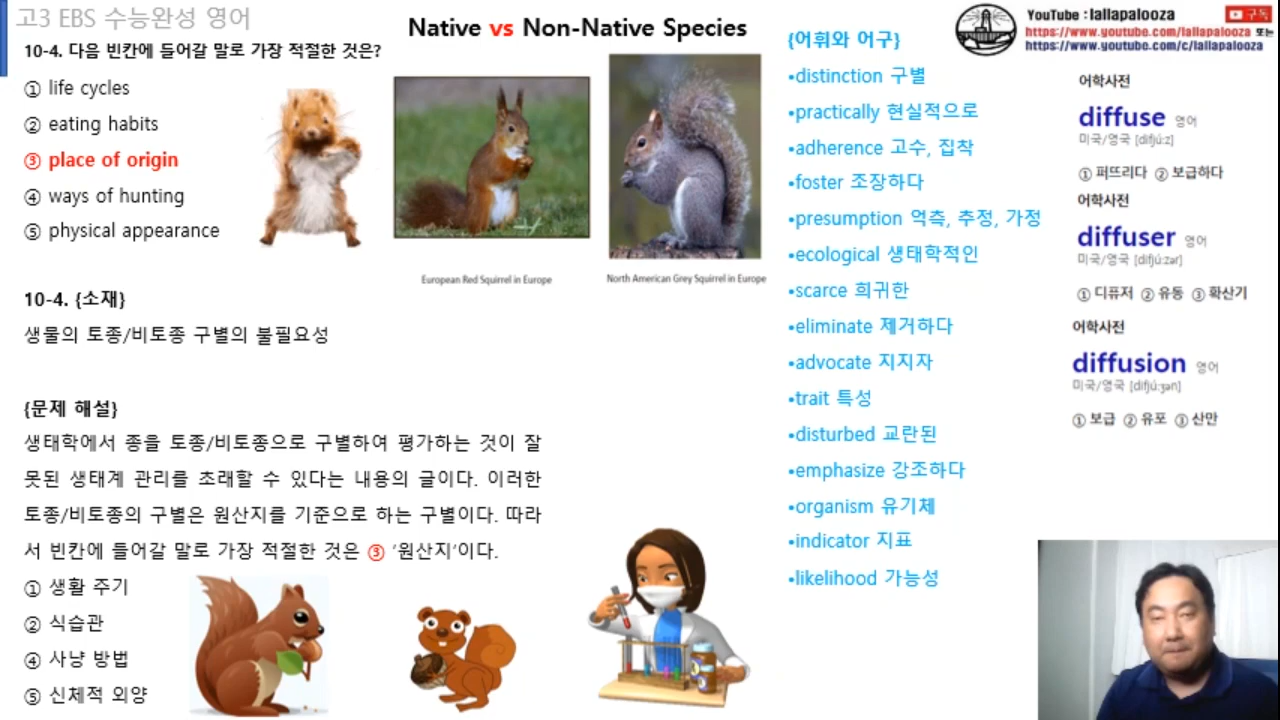 고3 EBS 수능완성 영어
10-4. 다음 빈칸에 들어갈 말로 가장 적절한 것은?
① life cycles
② eating habits
③ place of origin
④ ways of hunting
⑤ physical appearance
Native vs Non-Native Species
European Red Squirrel in Europe
North American Grey Squirrel in Europe
10-4. {소재}
생물의 토종/비토종 구별의 불필요성
{문제 해설}
생태학에서 종을 토종/비토종으로 구별하여 평가하는 것이 잘
못된 생태계 관리를 초래할 수 있다는 내용의 글이다. 이러한
토종/비토종의 구별은 원산지를 기준으로 하는 구별이다. 따라
서 빈칸에 들어갈 말로 가장 적절한 것은 ③ ‘원산지’이다.
① 생활 주기
② 식습관
④ 사냥 방법
⑤ 신체적 외양
{어휘와 어구}
•distinction 구별
•practically 현실적으로
•adherence 고수, 집착
•foster 조장하다
•presumption 억측, 추정, 가정
•ecological 생태학적인
•scarce 희귀한
•eliminate 제거하다
•advocate 지지자
•trait 특성
•disturbed 교란된
•emphasize 강조하다
•organism 유기체
•indicator 지표
•likelihood 가능성
YouTube : lallapalooza
구독
https://www.youtube.com/lallapalooza 또는
https://www.youtube.com/c/lallapalooza
어학사전
diffuse 영어
미국/영국 [difjú:z]
① 퍼뜨리다 ② 보급하다
어학사전
diffuser 영어
미국/영국 [difjú:zər]
① 디퓨저 ② 유동 ③ 확산기
어학사전
diffusion 영어
미국/영국 [difjú:ʒən]
① 보급 ② 유포 ③ 산만